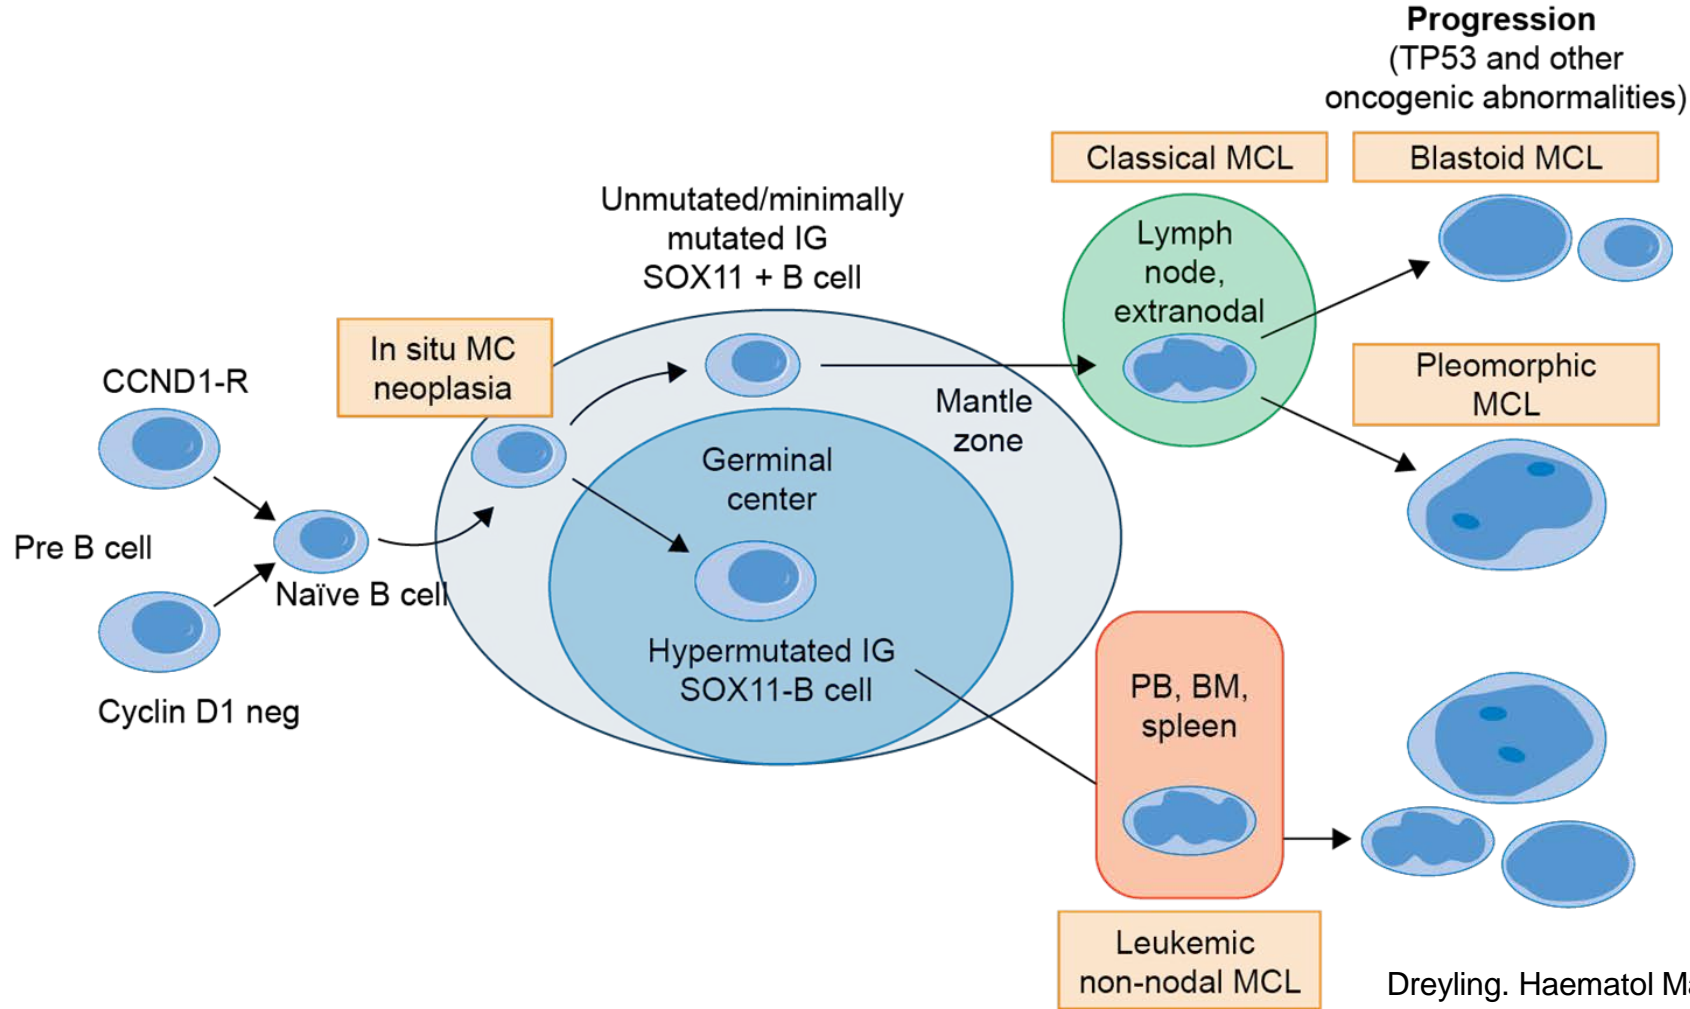 Progression
(TP53 and other
oncogenic abnormalities)
Classical MCL
Blastoid MCL
Unmutated/minimally
mutated IG
SOX11 + B cell
Lymph
node,
extranodal
In situ MC
neoplasia
CCND1-R
Pleomorphic
MCL
Mantle
zone
Germinal
center
Pre B cell
Naïve B cell
Hypermutated IG
SOX11-B cell
Cyclin D1 neg
PB, BM,
spleen
Leukemic
non-nodal MCL
Dreyling. Haematol